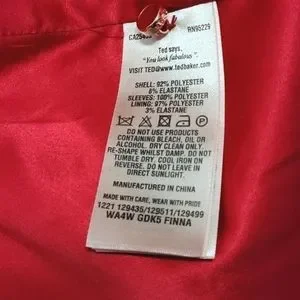 RN95229
Ted says,
"You look fabulous".
VISIT TED@WWW.
tedbaker.com
SHELL: 92% POLYESTER
8% ELASTANE
SLEEVES: 100% POLYESTER
LINING: 97% POLYESTER
3% ELASTANE
DO NOT USE PRODUCTS
CONTAINING BLEACH, OIL OR
ALCOHOL. DRY CLEAN ONLY.
RE-SHAPE WHILST DAMP. DO NOT
TUMBLE DRY. COOL IRON ON
REVERSE. DO NOT LEAVE IN
DIRECT SUNLIGHT.
MADE IN CHINA
MADE WITH CARE, WEAR WITH PRIDE
1221 129435/129511/129499
WA4W GDK5 FINNA